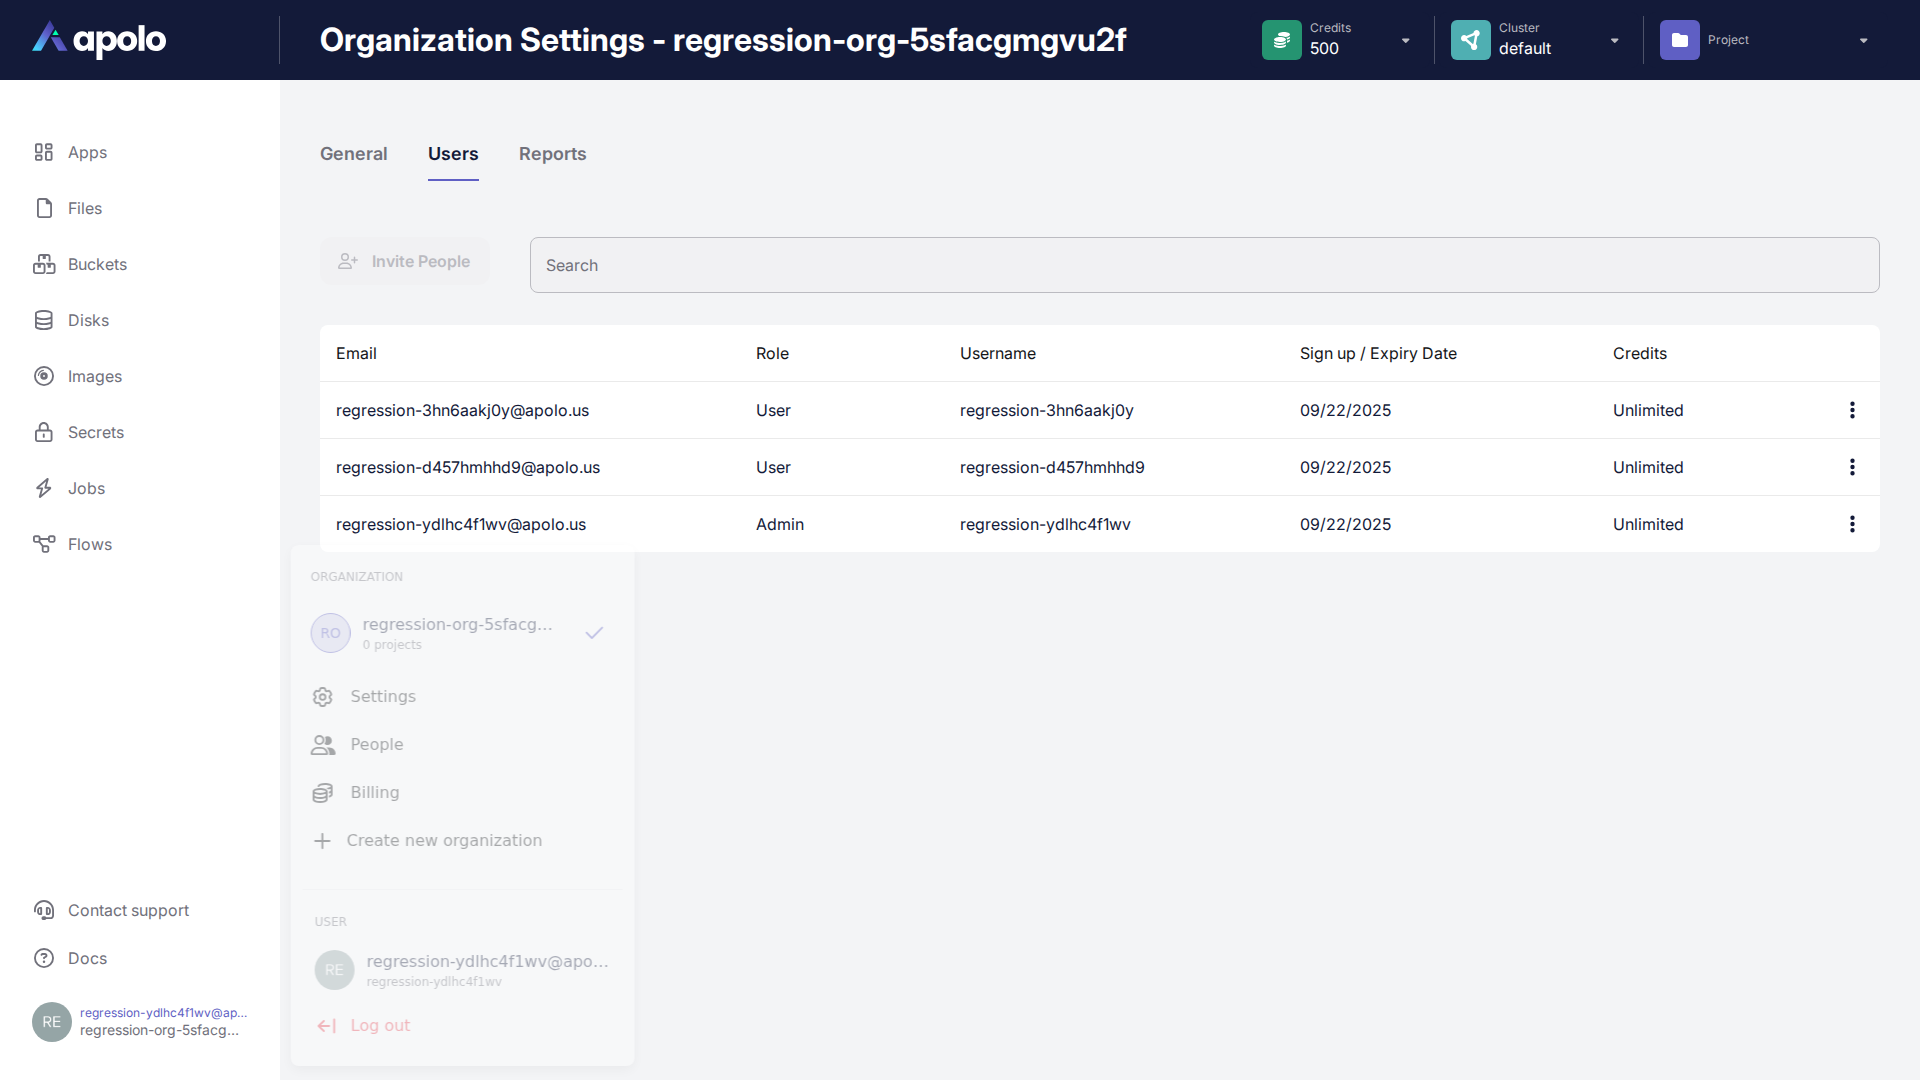 apolo
Organization Settings - regression-org-5sfacgmgvu2f
Credits
500
Cluster
default
Project
Apps
Files
Buckets
Disks
Images
Secrets
Jobs
Flows
Contact support
Docs
RE
regression-ydlhc4f1wv@ap...
regression-org-5sfacg...
General
Users
Reports
Invite People
Search
Email
Role
Username
Sign up / Expiry Date
Credits
regression-3hn6aakj0y@apolo.us
User
regression-3hn6aakj0y
09/22/2025
Unlimited
regression-d457hmhhd9@apolo.us
User
regression-d457hmhhd9
09/22/2025
Unlimited
regression-ydlhc4f1wv@apolo.us
Admin
regression-ydlhc4f1wv
09/22/2025
Unlimited
ORGANIZATION
RO
regression-org-5sfacg...
0 projects
Settings
People
Billing
Create new organization
USER
RE
regression-ydlhc4f1wv@apo...
regression-ydlhc4f1wv
Log out